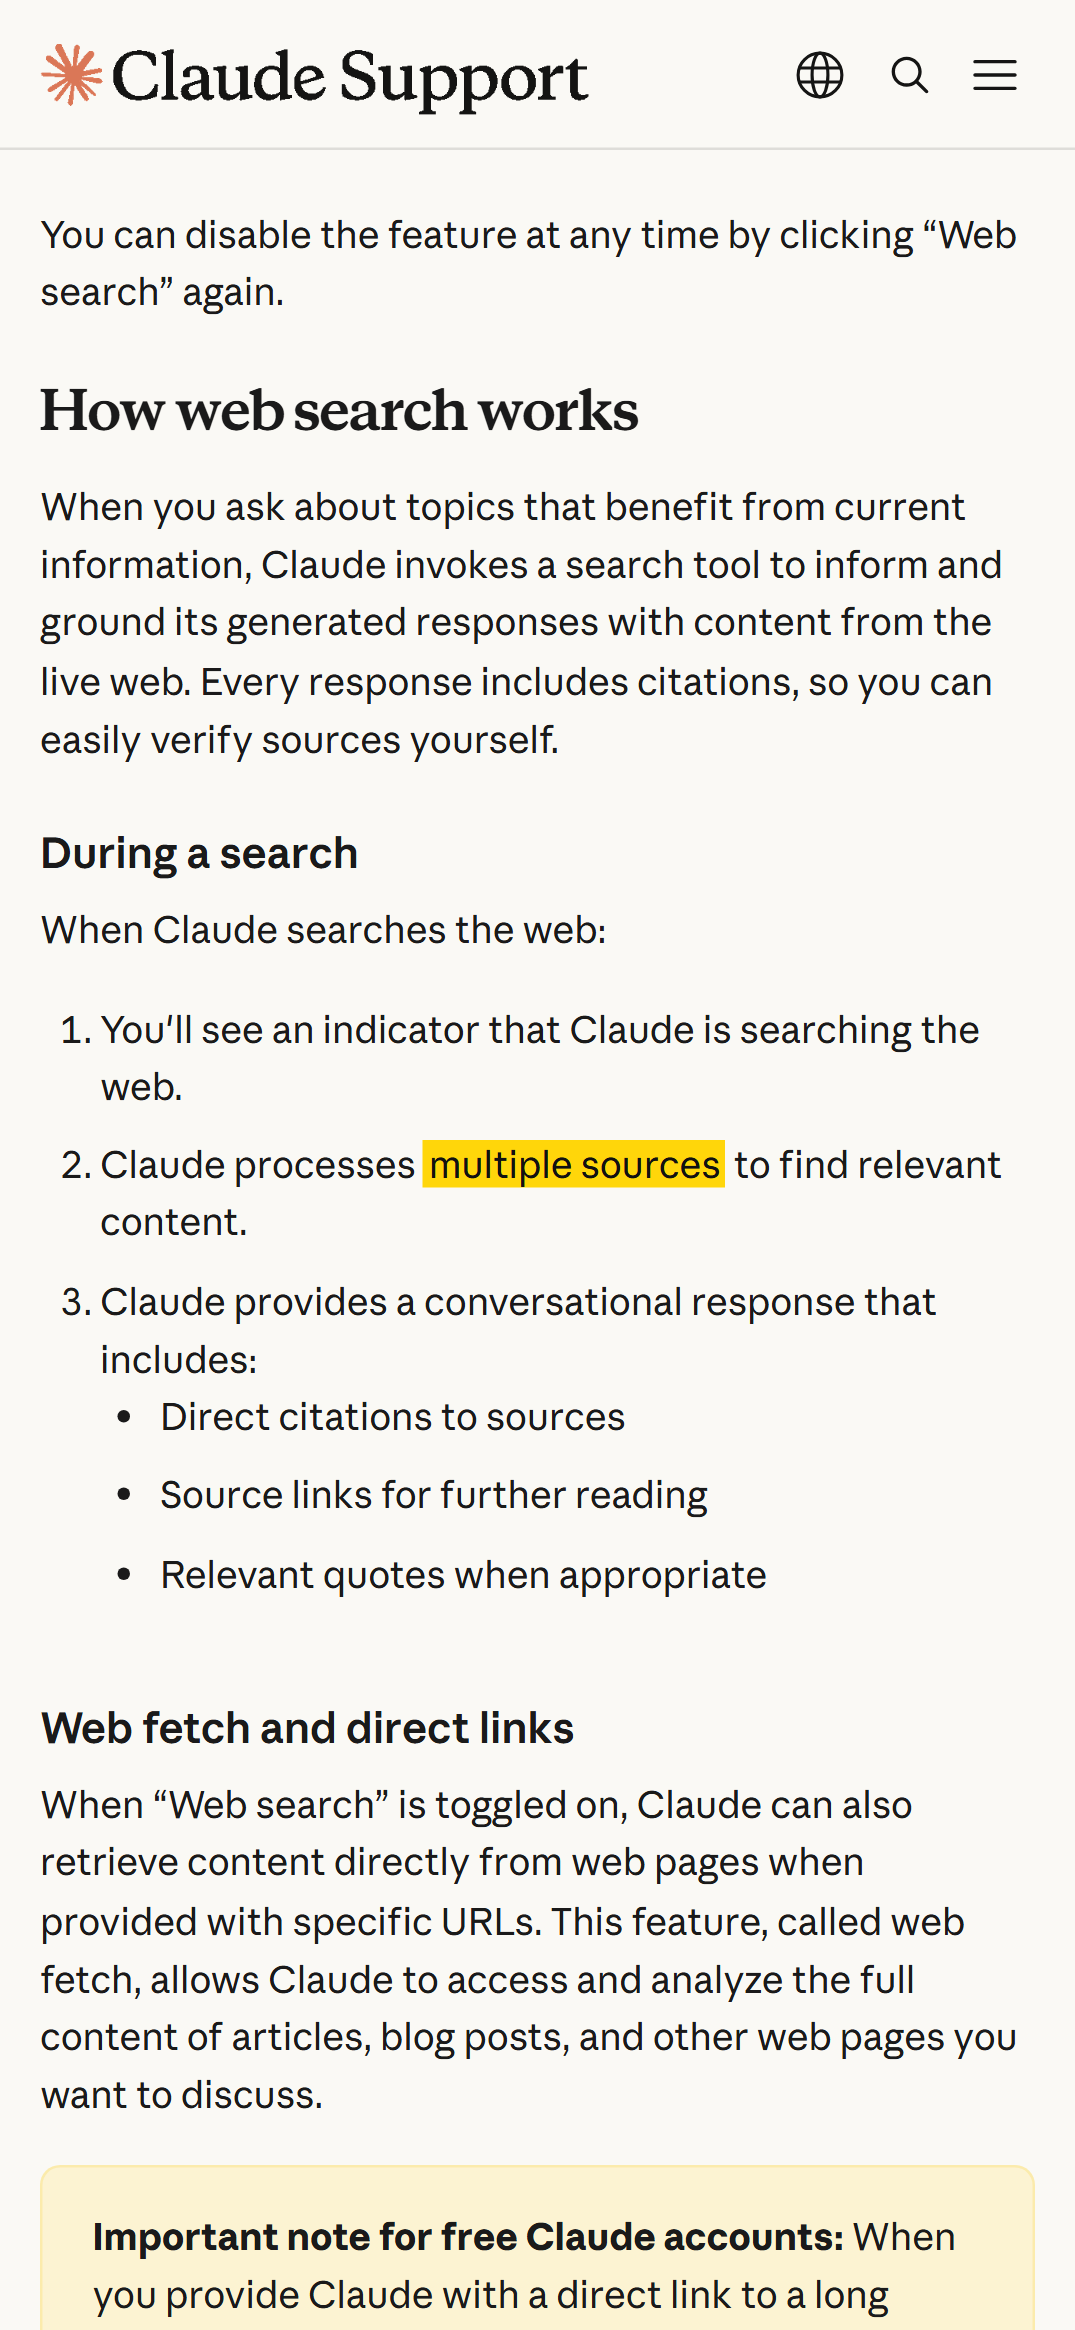 Claude Support
You can disable the feature at any time by clicking “Web
search” again.
How web search works
When you ask about topics that benefit from current
information, Claude invokes a search tool to inform and
ground its generated responses with content from the
live web. Every response includes citations, so you can
easily verify sources yourself.
During a search
When Claude searches the web:
1. You'll see an indicator that Claude is searching the
web.
2. Claude processes multiple sources to find relevant
content.
3. Claude provides a conversational response that
includes:
• Direct citations to sources
• Source links for further reading
• Relevant quotes when appropriate
Web fetch and direct links
When “Web search” is toggled on, Claude can also
retrieve content directly from web pages when
provided with specific URLs. This feature, called web
fetch, allows Claude to access and analyze the full
content of articles, blog posts, and other web pages you
want to discuss.
Important note for free Claude accounts: When
you provide Claude with a direct link to a long